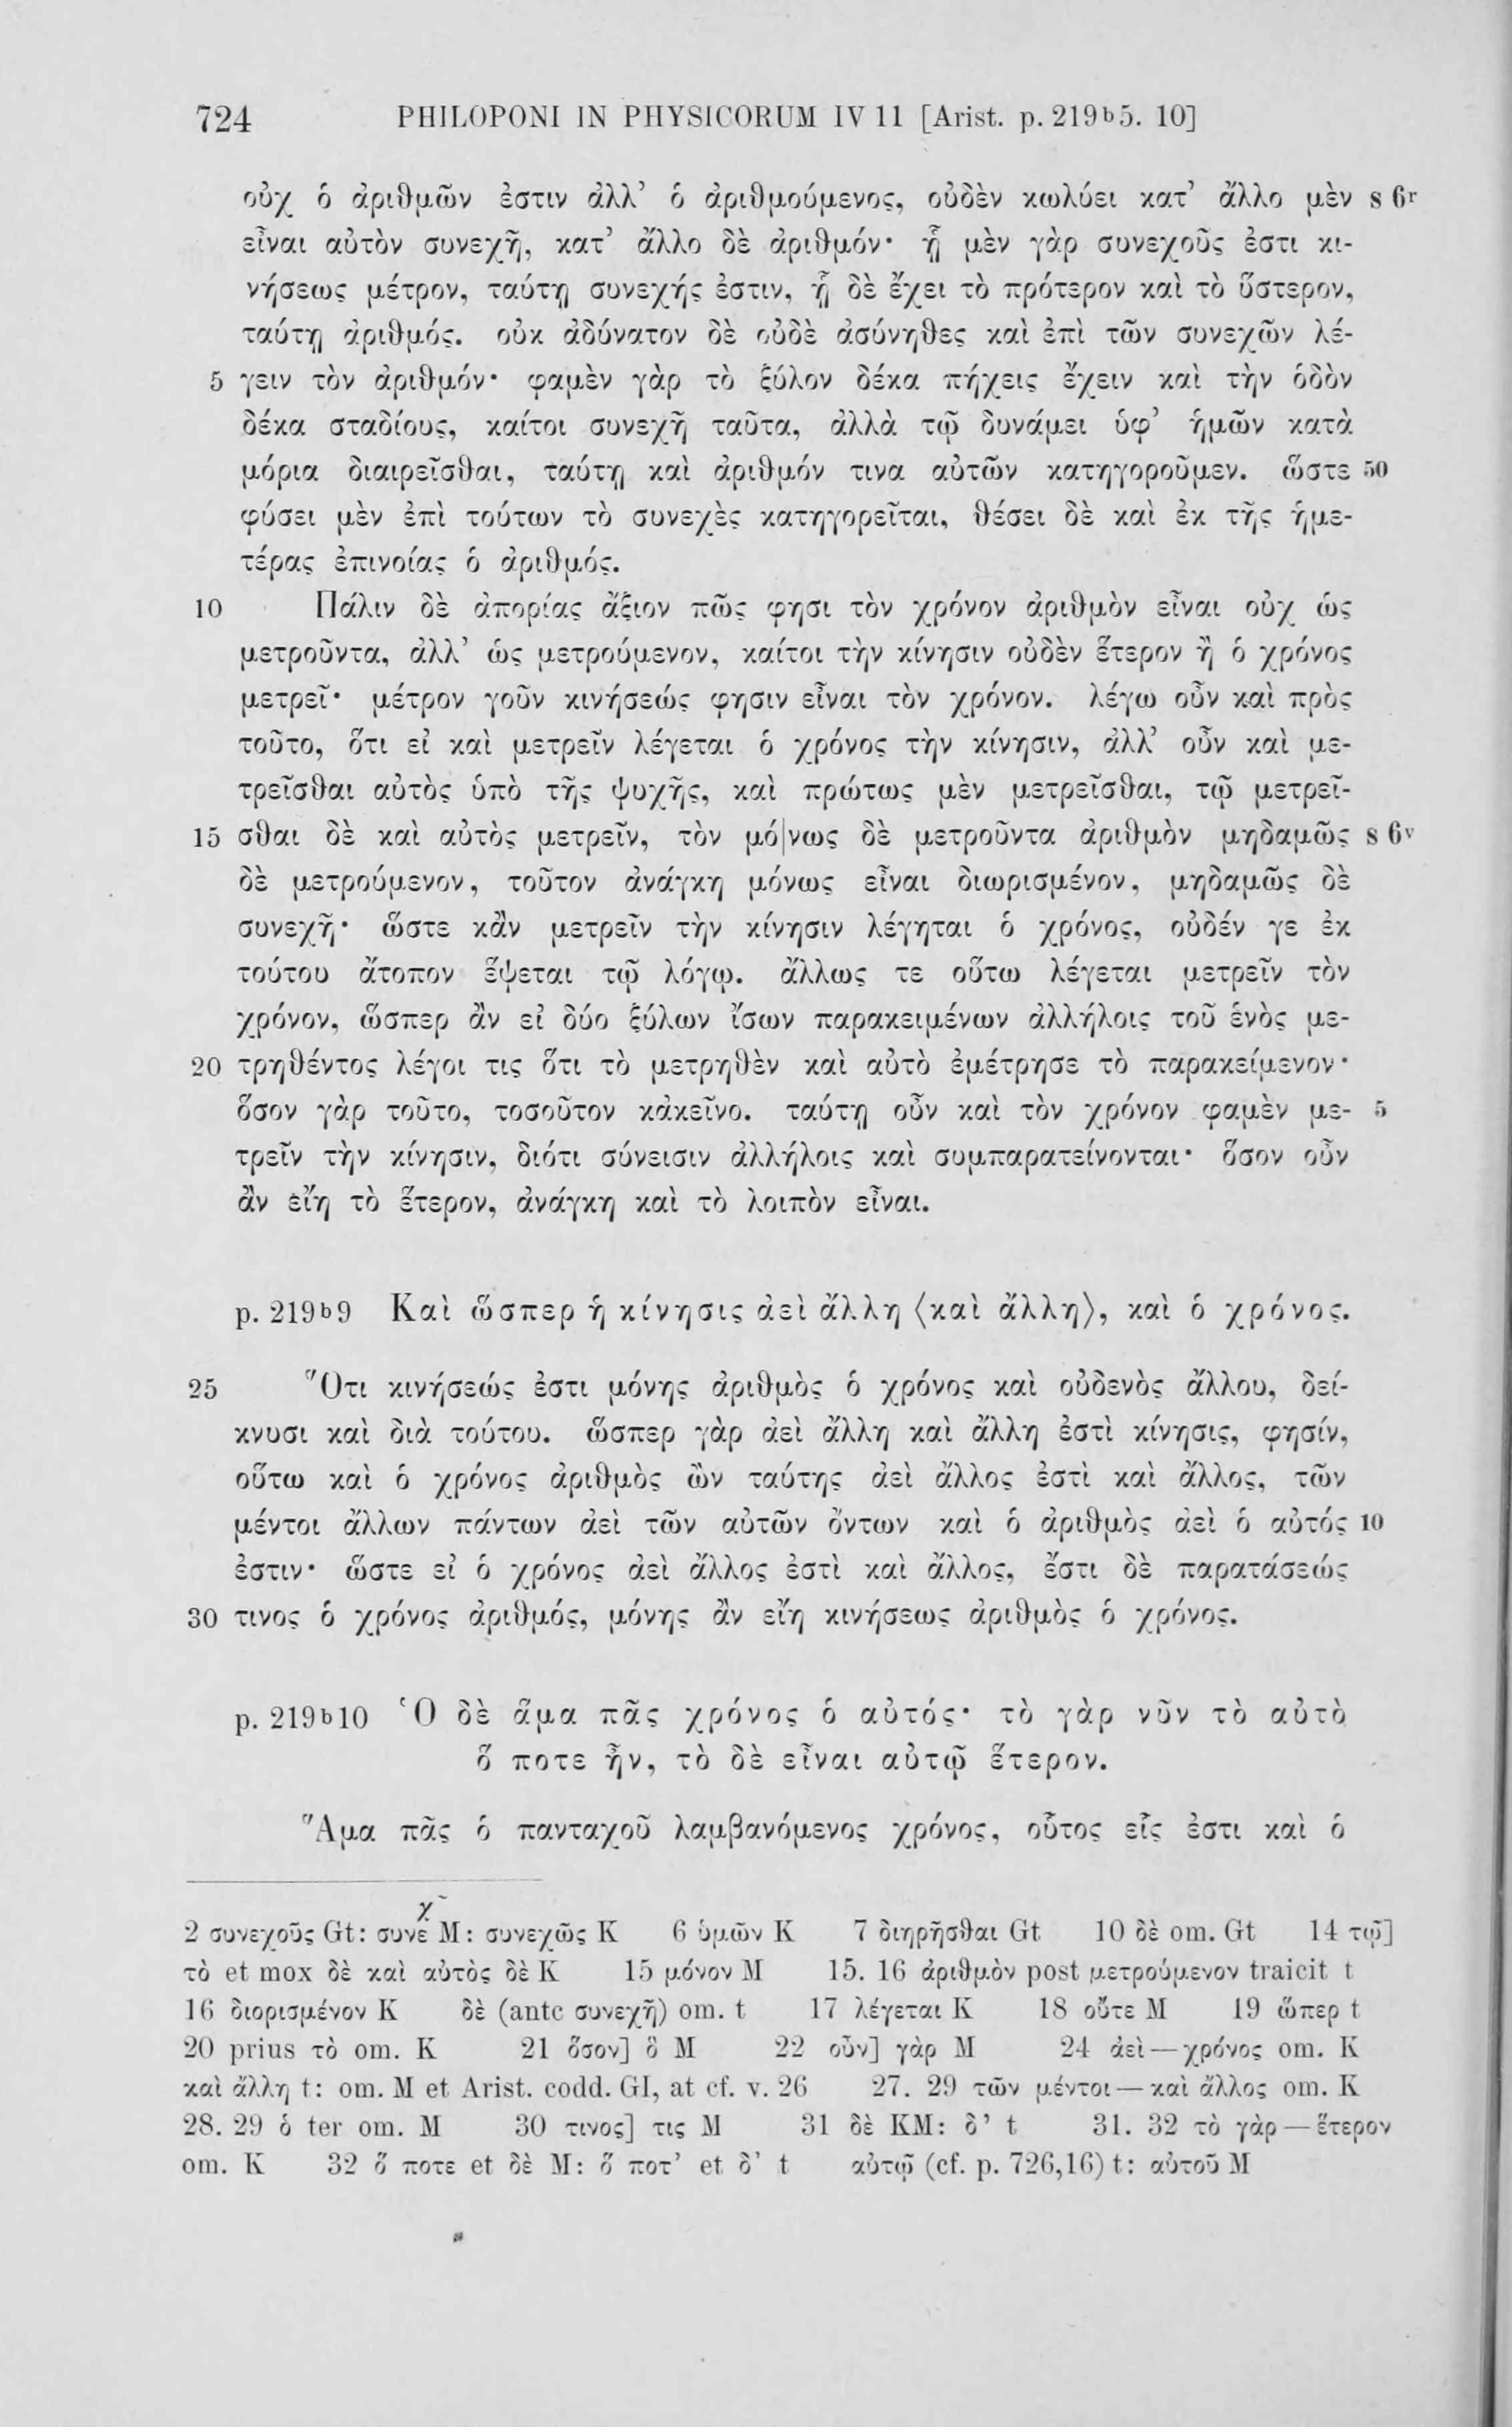 724 PHILOPONI IN PHYSICORUM IV 11 [Arist. p. 219ᵇ5. 10]
οὐχ ὁ ἀριθμῶν ἐστιν ἀλλ’ ὁ ἀριθμούμενος, οὐδὲν κωλύει κατ’ ἄλλο μὲν s 6ʳ
εἶναι αὐτὸν συνεχῆ, κατ’ ἄλλο δὲ ἀριθμόν· ᾗ μὲν γὰρ συνεχοῦς ἐστι κι-
νήσεως μέτρον, ταύτῃ συνεχής ἐστιν, ᾗ δὲ ἔχει τὸ πρότερον καὶ τὸ ὕστερον,
ταύτῃ ἀριθμός. οὐκ ἀδύνατον δὲ οὐδὲ ἀσύνηθες καὶ ἐπὶ τῶν συνεχῶν λέ-
5 γειν τὸν ἀριθμόν· φαμὲν γὰρ τὸ ξύλον δέκα πήχεις ἔχειν καὶ τὴν ὁδὸν
δέκα σταδίους, καίτοι συνεχῆ ταῦτα, ἀλλὰ τῷ δυνάμει ὑφ’ ἡμῶν κατὰ
μόρια διαιρεῖσθαι, ταύτῃ καὶ ἀριθμόν τινα αὐτῶν κατηγοροῦμεν. ὥστε 50
φύσει μὲν ἐπὶ τούτων τὸ συνεχὲς κατηγορεῖται, θέσει δὲ καὶ ἐκ τῆς ἡμε-
τέρας ἐπινοίας ὁ ἀριθμός.
10 Πάλιν δὲ ἀπορίας ἄξιον πῶς φησι τὸν χρόνον ἀριθμὸν εἶναι οὐχ ὡς
μετροῦντα, ἀλλ’ ὡς μετρούμενον, καίτοι τὴν κίνησιν οὐδὲν ἕτερον ἢ ὁ χρόνος
μετρεῖ· μέτρον γοῦν κινήσεώς φησιν εἶναι τὸν χρόνον. λέγω οὖν καὶ πρὸς
τοῦτο, ὅτι εἰ καὶ μετρεῖν λέγεται ὁ χρόνος τὴν κίνησιν, ἀλλ’ οὖν καὶ με-
τρεῖσθαι αὐτὸς ὑπὸ τῆς ψυχῆς, καὶ πρώτως μὲν μετρεῖσθαι, τῷ μετρεῖ-
15 σθαι δὲ καὶ αὐτὸς μετρεῖν, τὸν μό|νως δὲ μετροῦντα ἀριθμὸν μηδαμῶς s 6ᵛ
δὲ μετρούμενον, τοῦτον ἀνάγκη μόνως εἶναι διωρισμένον, μηδαμῶς δὲ
συνεχῆ· ὥστε κἂν μετρεῖν τὴν κίνησιν λέγηται ὁ χρόνος, οὐδέν γε ἐκ
τούτου ἄτοπον ἕψεται τῷ λόγῳ. ἄλλως τε οὕτω λέγεται μετρεῖν τὸν
χρόνον, ὥσπερ ἂν εἰ δύο ξύλων ἴσων παρακειμένων ἀλλήλοις τοῦ ἑνὸς με-
20 τρηθέντος λέγοι τις ὅτι τὸ μετρηθὲν καὶ αὐτὸ ἐμέτρησε τὸ παρακείμενον·
ὅσον γὰρ τοῦτο, τοσοῦτον κἀκεῖνο. ταύτῃ οὖν καὶ τὸν χρόνον φαμὲν με- 5
τρεῖν τὴν κίνησιν, διότι σύνεισιν ἀλλήλοις καὶ συμπαρατείνονται· ὅσον οὖν
ἂν εἴη τὸ ἕτερον, ἀνάγκη καὶ τὸ λοιπὸν εἶναι.
p. 219ᵇ9 Καὶ ὥσπερ ἡ κίνησις ἀεὶ ἄλλη ⟨καὶ ἄλλη⟩, καὶ ὁ χρόνος.
25 Ὅτι κινήσεώς ἐστι μόνης ἀριθμὸς ὁ χρόνος καὶ οὐδενὸς ἄλλου, δεί-
κνυσι καὶ διὰ τούτου. ὥσπερ γὰρ ἀεὶ ἄλλη καὶ ἄλλη ἐστὶ κίνησις, φησίν,
οὕτω καὶ ὁ χρόνος ἀριθμὸς ὢν ταύτης ἀεὶ ἄλλος ἐστὶ καὶ ἄλλος, τῶν
μέντοι ἄλλων πάντων ἀεὶ τῶν αὐτῶν ὄντων καὶ ὁ ἀριθμὸς ἀεὶ ὁ αὐτός 10
ἐστιν· ὥστε εἰ ὁ χρόνος ἀεὶ ἄλλος ἐστὶ καὶ ἄλλος, ἔστι δὲ παρατάσεώς
30 τινος ὁ χρόνος ἀριθμός, μόνης ἂν εἴη κινήσεως ἀριθμὸς ὁ χρόνος.
p. 219ᵇ10 Ὁ δὲ ἅμα πᾶς χρόνος ὁ αὐτός· τὸ γὰρ νῦν τὸ αὐτὸ
ὅ ποτε ἦν, τὸ δὲ εἶναι αὐτῷ ἕτερον.
Ἅμα πᾶς ὁ πανταχοῦ λαμβανόμενος χρόνος, οὗτος εἷς ἐστι καὶ ὁ
2 συνεχοῦς Gt: συνε͂χ M: συνεχῶς K 6 ὑμῶν K 7 διῃρῆσθαι Gt 10 δὲ om. Gt 14 τῷ]
τὸ et mox δὲ καὶ αὐτὸς δὲ K 15 μόνον M 15. 16 ἀριθμὸν post μετρούμενον traicit t
16 διορισμένον K δὲ (ante συνεχῆ) om. t 17 λέγεται K 18 οὔτε M 19 ὥπερ t
20 prius τὸ om. K 21 ὅσον] ὃ M 22 οὖν] γὰρ M 24 ἀεὶ — χρόνος om. K
καὶ ἄλλη t: om. M et Arist. codd. GI, at cf. v. 26 27. 29 τῶν μέντοι — καὶ ἄλλος om. K
28. 29 ὁ ter om. M 30 τινος] τις M 31 δὲ KM: δ’ t 31. 32 τὸ γὰρ — ἕτερον
om. K 32 ὅ ποτε et δὲ M: ὅ ποτ’ et δ’ t αὐτῷ (cf. p. 726,16) t: αὐτοῦ M